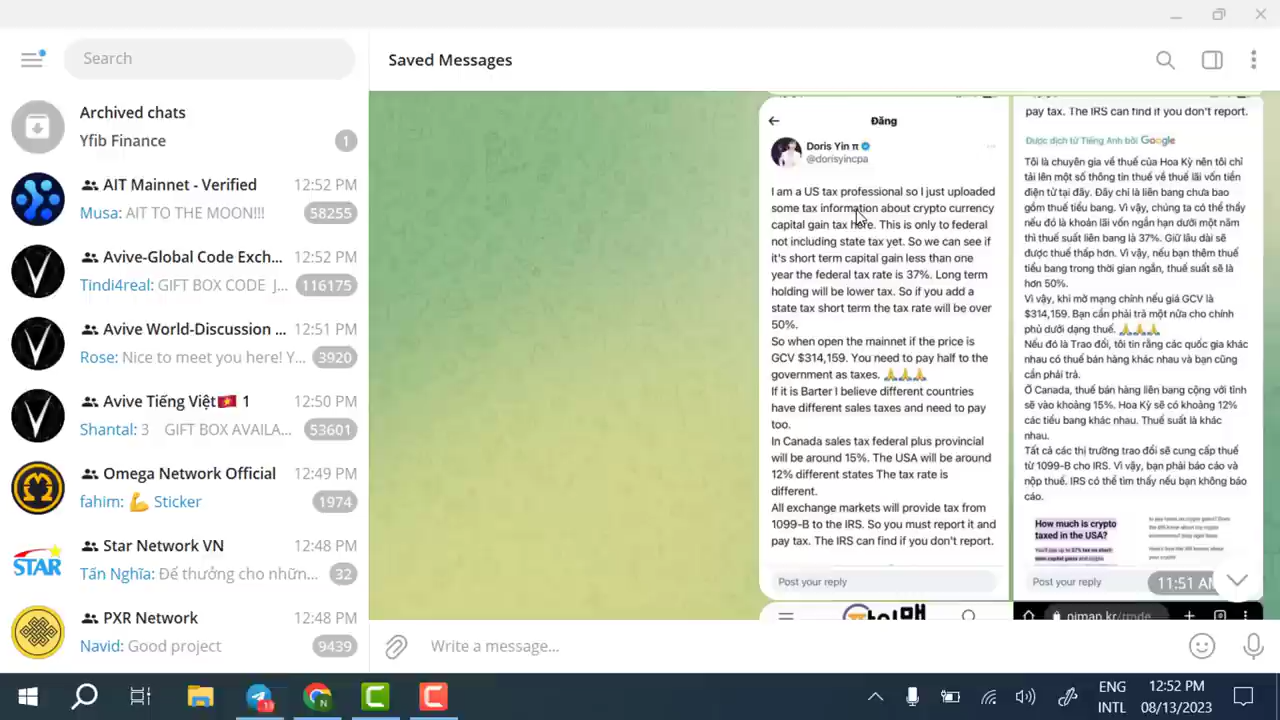 Search
Archived chats
Yfib Finance
1
AIT Mainnet - Verified
12:52 PM
Musa: AIT TO THE MOON!!!
58255
Avive-Global Code Exch...
12:52 PM
Tindi4real: GIFT BOX CODE J...
116175
Avive World-Discussion ...
12:51 PM
Rose: Nice to meet you here! Y...
3920
Avive Tiếng Việt🇻🇳 1
12:50 PM
Shantal: 3 GIFT BOX AVAILA...
53601
Omega Network Official
12:49 PM
fahim: 💪 Sticker
1974
STAR
Star Network VN
12:48 PM
Tấn Nghĩa: Để thưởng cho nhữn...
32
PXR Network
12:48 PM
Navid: Good project
9439
Saved Messages
Đăng
Doris Yin π
@dorisyincpa
I am a US tax professional so I just uploaded
some tax information about crypto currency
capital gain tax here. This is only to federal
not including state tax yet. So we can see if
it's short term capital gain less than one
year the federal tax rate is 37%. Long term
holding will be lower tax. So if you add a
state tax short term the tax rate will be over
50%.
So when open the mainnet if the price is
GCV $314,159. You need to pay half to the
government as taxes. 🙏🙏🙏
If it is Barter I believe different countries
have different sales taxes and need to pay
too.
In Canada sales tax federal plus provincial
will be around 15%. The USA will be around
12% different states The tax rate is
different.
All exchange markets will provide tax from
1099-B to the IRS. So you must report it and
pay tax. The IRS can find if you don't report.
Post your reply
pay tax. The IRS can find if you don't report.
Được dịch từ Tiếng Anh bởi Google
Tôi là chuyên gia về thuế của Hoa Kỳ nên tôi chỉ
tải lên một số thông tin thuế về thuế lãi vốn tiền
điện tử tại đây. Đây chỉ là liên bang chưa bao
gồm thuế tiểu bang. Vì vậy, chúng ta có thể thấy
nếu đó là khoản lãi vốn ngắn hạn dưới một năm
thì thuế suất liên bang là 37%. Giữ lâu dài sẽ
được thuế thấp hơn. Vì vậy, nếu bạn thêm thuế
tiểu bang trong thời gian ngắn, thuế suất sẽ là
hơn 50%.
Vì vậy, khi mở mạng chính nếu giá GCV là
$314,159. Bạn cần phải trả một nửa cho chính
phủ dưới dạng thuế. 🙏🙏🙏
Nếu đó là Trao đổi, tôi tin rằng các quốc gia khác
nhau có thuế bán hàng khác nhau và bạn cũng
cần phải trả.
Ở Canada, thuế bán hàng liên bang cộng với tỉnh
sẽ vào khoảng 15%. Hoa Kỳ sẽ có khoảng 12%
các tiểu bang khác nhau. Thuế suất là khác
nhau.
Tất cả các thị trường trao đổi sẽ cung cấp thuế
từ 1099-B cho IRS. Vì vậy, bạn phải báo cáo và
nộp thuế. IRS có thể tìm thấy nếu bạn không báo
cáo.
How much is crypto
taxed in the USA?
Post your reply
11:51 AM
pimap.kr/trade
Write a message...
ENG
INTL
12:52 PM
08/13/2023